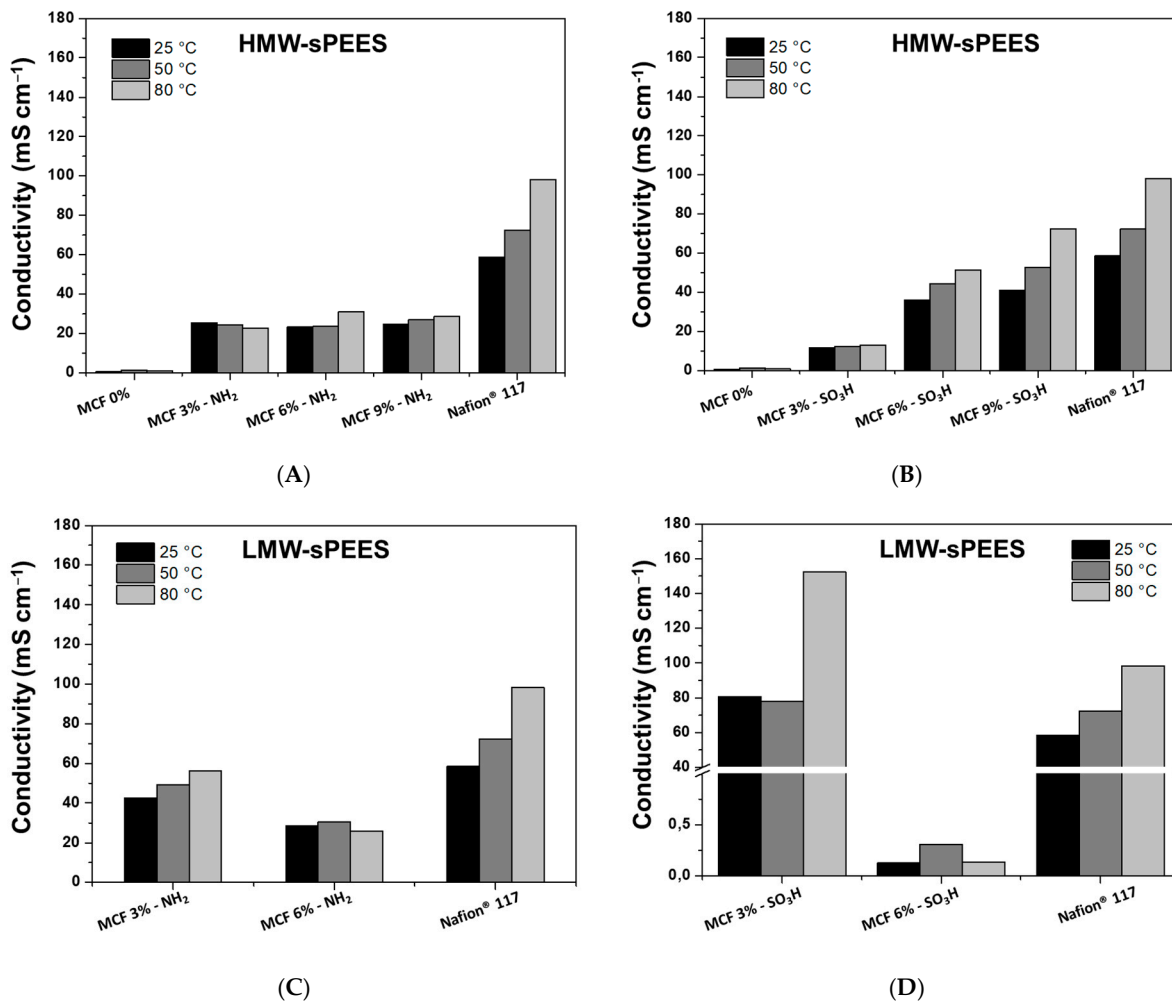 180
160
140
120
100
80
60
40
20
0
Conductivity (mS cm⁻¹)
25 °C
50 °C
80 °C
HMW-sPEES
MCF 0%
MCF 3% - NH₂
MCF 6% - NH₂
MCF 9% - NH₂
Nafion® 117
(A)
180
160
140
120
100
80
60
40
20
0
Conductivity (mS cm⁻¹)
25 °C
50 °C
80 °C
HMW-sPEES
MCF 0%
MCF 3% - SO₃H
MCF 6% - SO₃H
MCF 9% - SO₃H
Nafion® 117
(B)
180
160
140
120
100
80
60
40
20
0
Conductivity (mS cm⁻¹)
25 °C
50 °C
80 °C
LMW-sPEES
MCF 3% - NH₂
MCF 6% - NH₂
Nafion® 117
(C)
180
160
140
120
100
80
60
40
0,5
0,0
Conductivity (mS cm⁻¹)
LMW-sPEES
25 °C
50 °C
80 °C
MCF 3% - SO₃H
MCF 6% - SO₃H
Nafion® 117
(D)